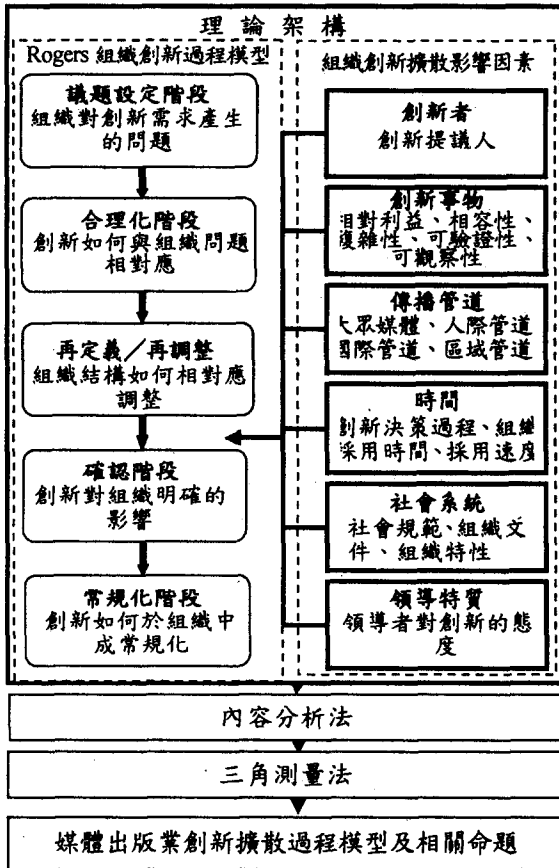 理論架構
Rogers 組織創新過程模型
議題設定階段
組織對創新需求產生
的問題
合理化階段
創新如何與組織問題
相對應
再定義／再調整
組織結構如何相對應
調整
確認階段
創新對組織明確的
影響
常規化階段
創新如何於組織中
成常規化
組織創新擴散影響因素
創新者
創新提議人
創新事物
相對利益、相容性、
複雜性、可驗證性、
可觀察性
傳播管道
大眾媒體、人際管道
國際管道、區域管道
時間
創新決策過程、組織
採用時間、採用速度
社會系統
社會規範、組織文
件、組織特性
領導特質
領導者對創新的態
度
內容分析法
三角測量法
媒體出版業創新擴散過程模型及相關命題